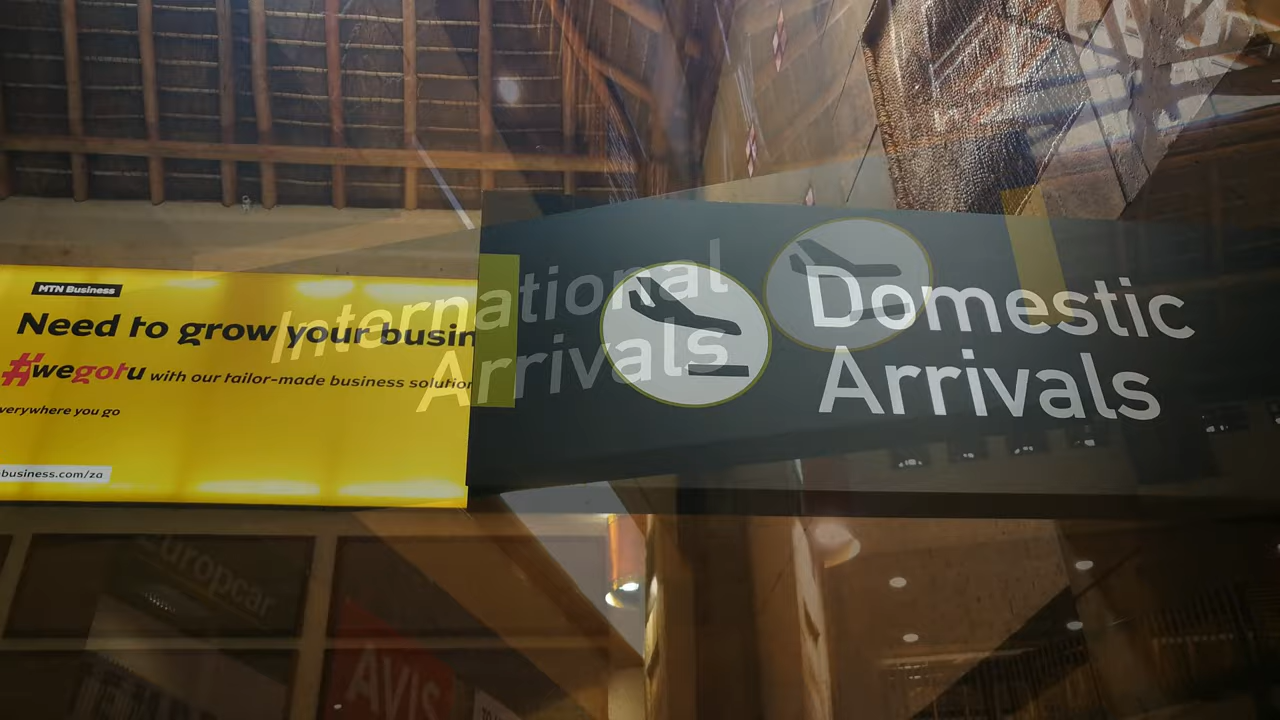 MTN Business
Need to grow your busin
#wegotu with our tailor-made business solution
verywhere you go
business.com/za
International
Arrivals
Domestic
Arrivals
Europcar
AVIS